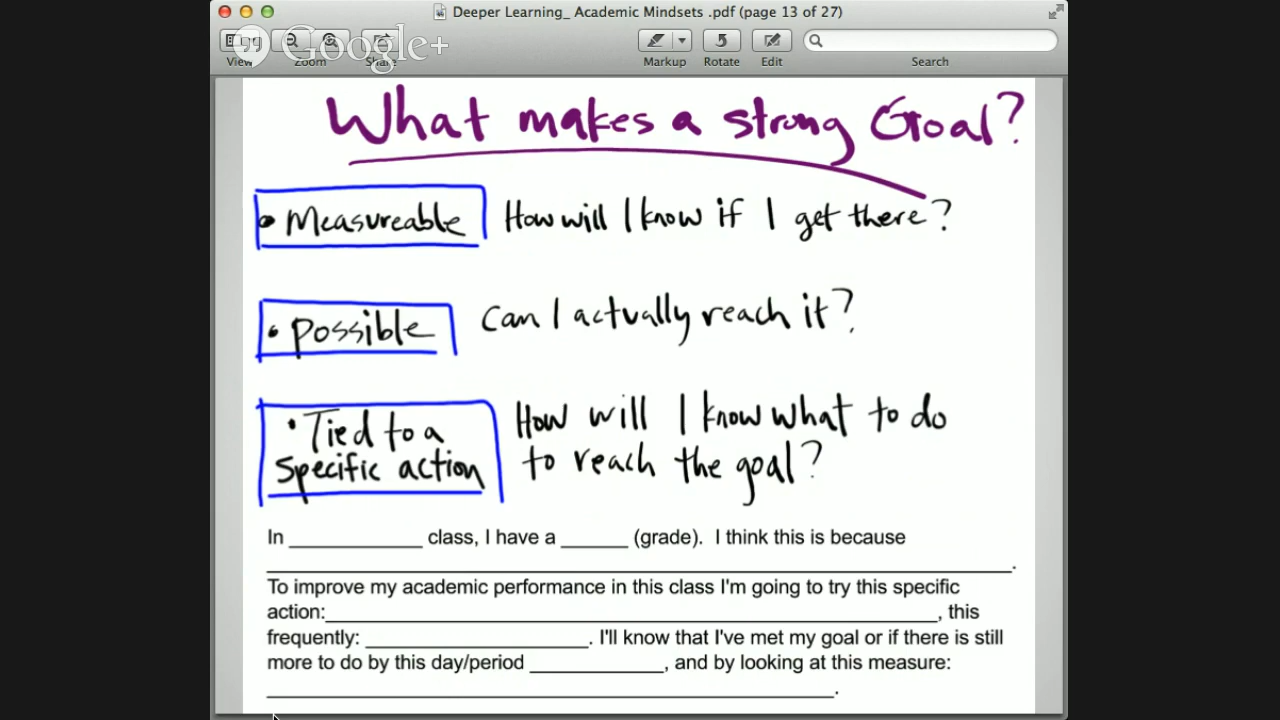 Deeper Learning_ Academic Mindsets .pdf (page 13 of 27)
Google+
View Zoom Share Markup Rotate Edit Search
What makes a strong Goal?
• Measureable How will I know if I get there?
• Possible Can I actually reach it?
• Tied to a How will I know what to do
specific action to reach the goal?
In ____________ class, I have a ______ (grade). I think this is because
____________________________________________________________________.
To improve my academic performance in this class I'm going to try this specific
action:________________________________________________________, this
frequently: ____________________. I'll know that I've met my goal or if there is still
more to do by this day/period ____________, and by looking at this measure:
____________________________________________________.